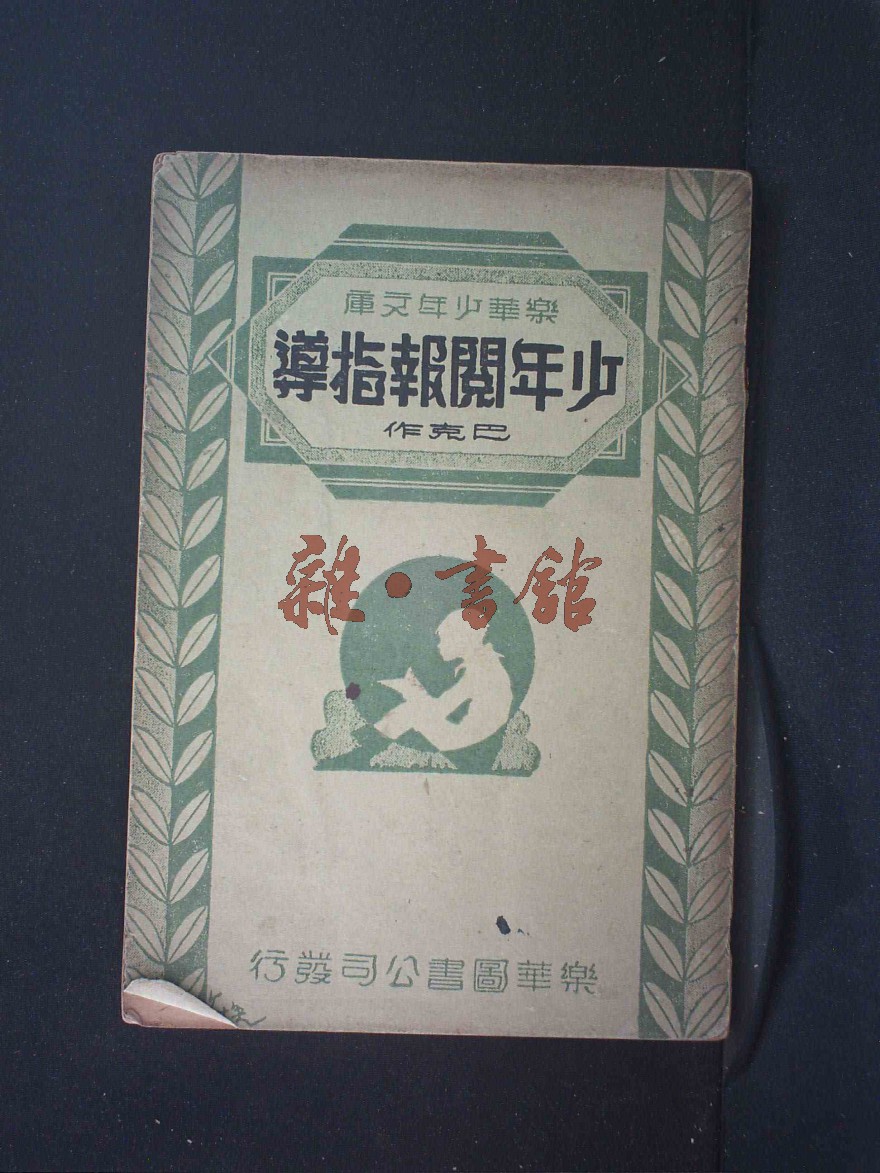 樂華少年文庫
少年閱報指導
巴克作
雜·書館
樂華圖書公司發行